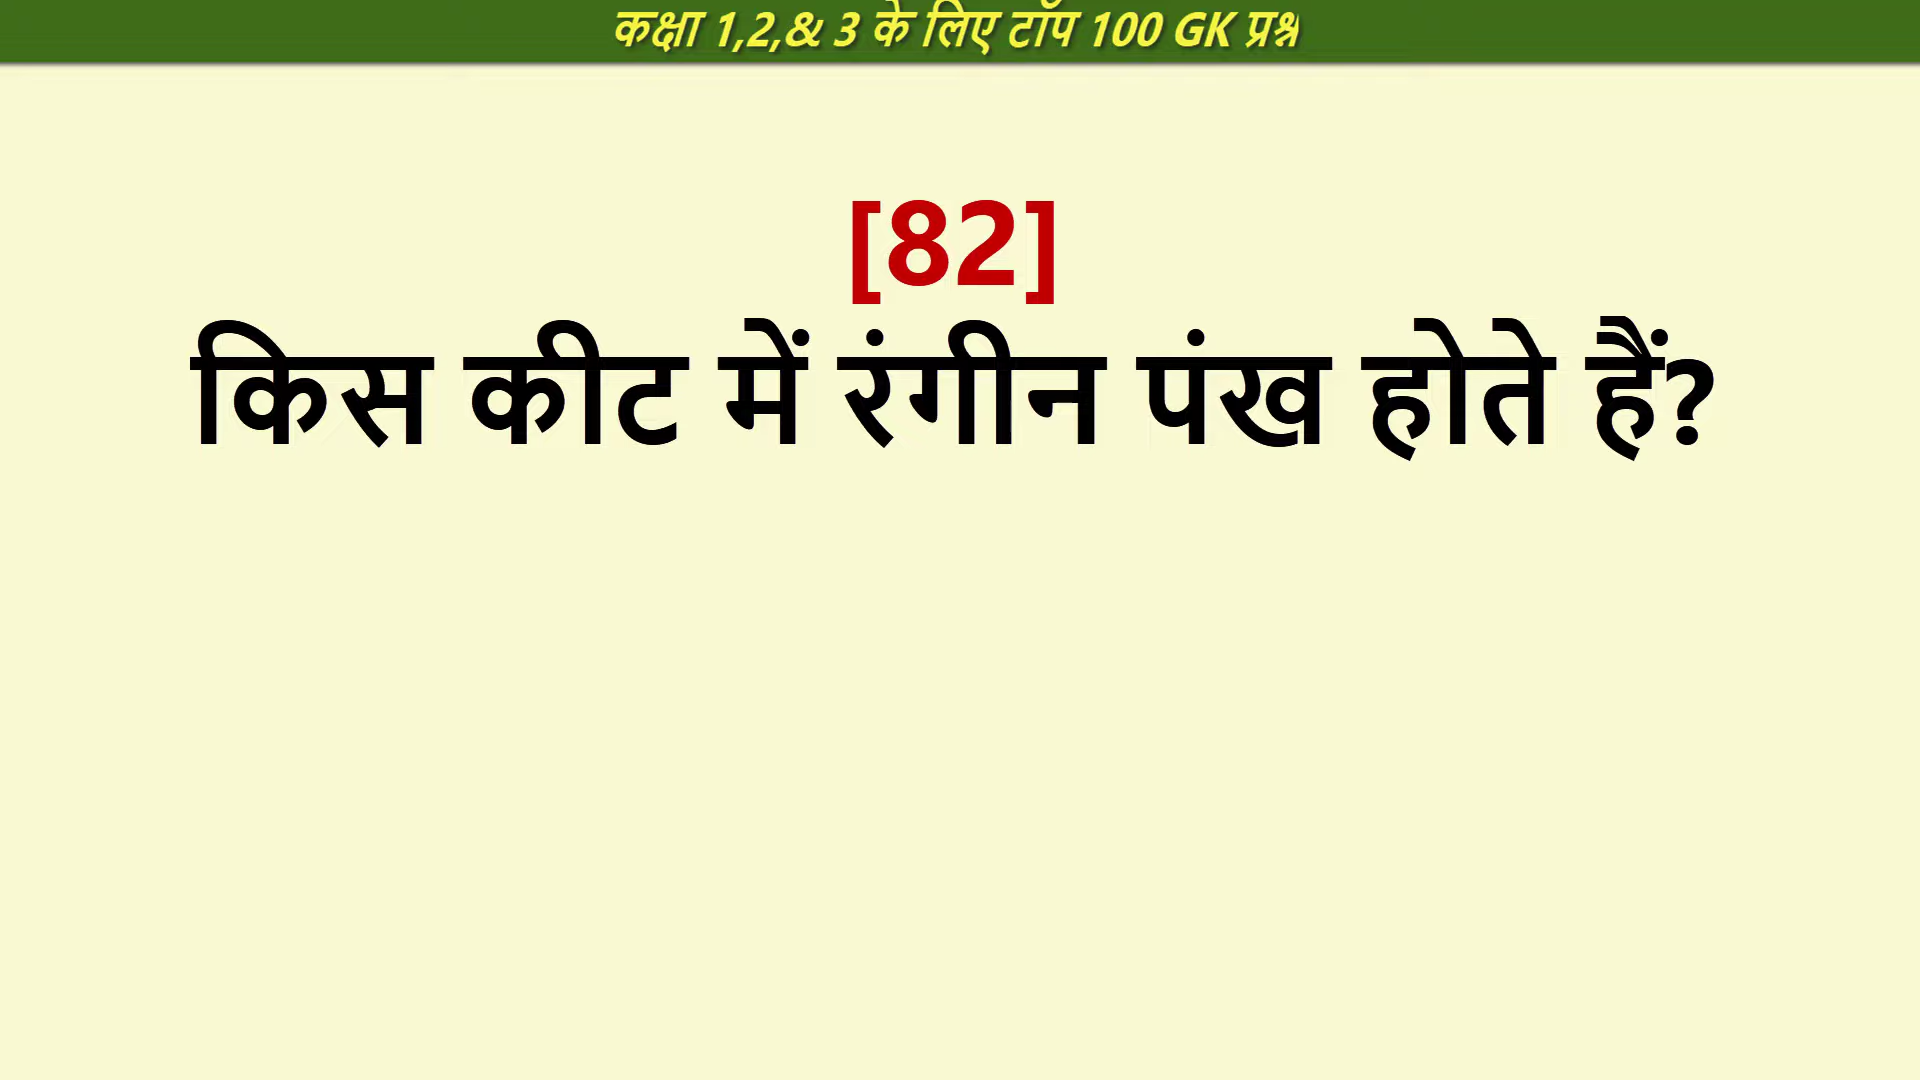 कक्षा 1,2,& 3 के लिए टॉप 100 GK प्रश्न
[82]
किस कीट में रंगीन पंख होते हैं?